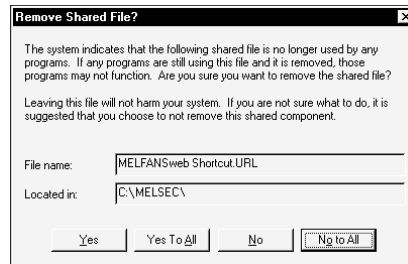 Remove Shared File?
The system indicates that the following shared file is no longer used by any
programs. If any programs are still using this file and it is removed, those
programs may not function. Are you sure you want to remove the shared file?
Leaving this file will not harm your system. If you are not sure what to do, it is
suggested that you choose to not remove this shared component.
File name: MELFANSweb Shortcut.URL
Located in: C:\MELSEC\
Yes Yes To All No No to All